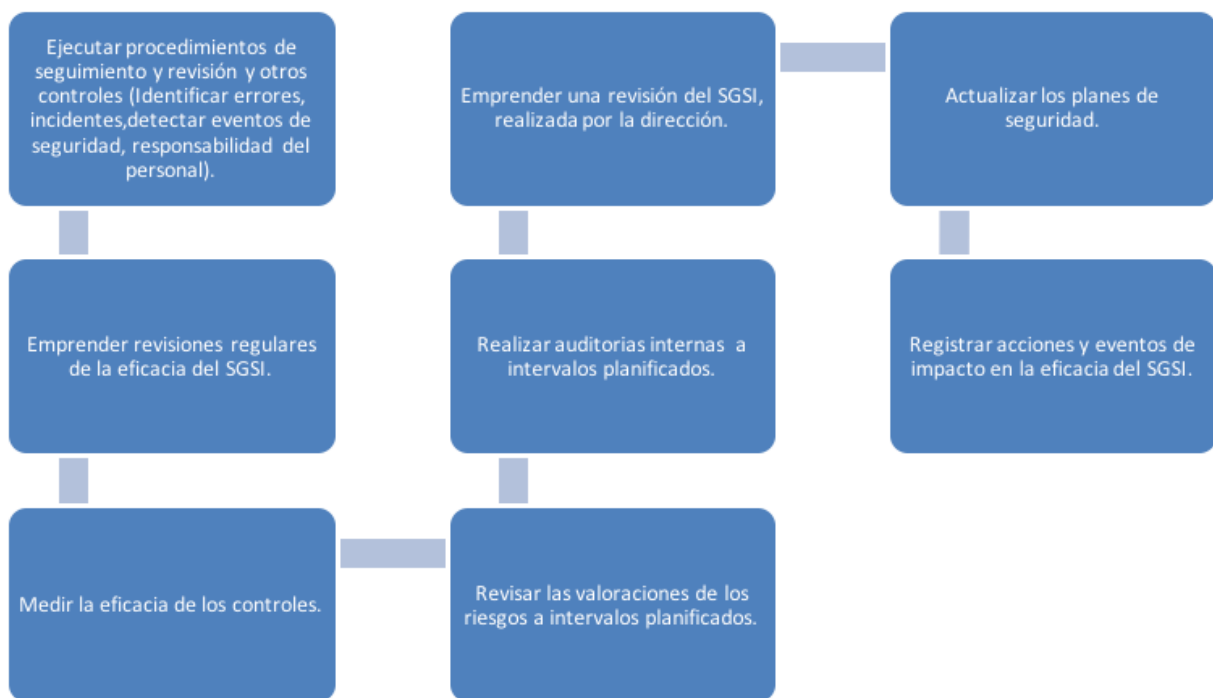 Ejecutar procedimientos de
seguimiento y revisión y otros
controles (Identificar errores,
incidentes,detectar eventos de
seguridad, responsabilidad del
personal).
Emprender revisiones regulares
de la eficacia del SGSI.
Medir la eficacia de los controles.
Revisar las valoraciones de los
riesgos a intervalos planificados.
Realizar auditorias internas a
intervalos planificados.
Emprender una revisión del SGSI,
realizada por la dirección.
Actualizar los planes de
seguridad.
Registrar acciones y eventos de
impacto en la eficacia del SGSI.